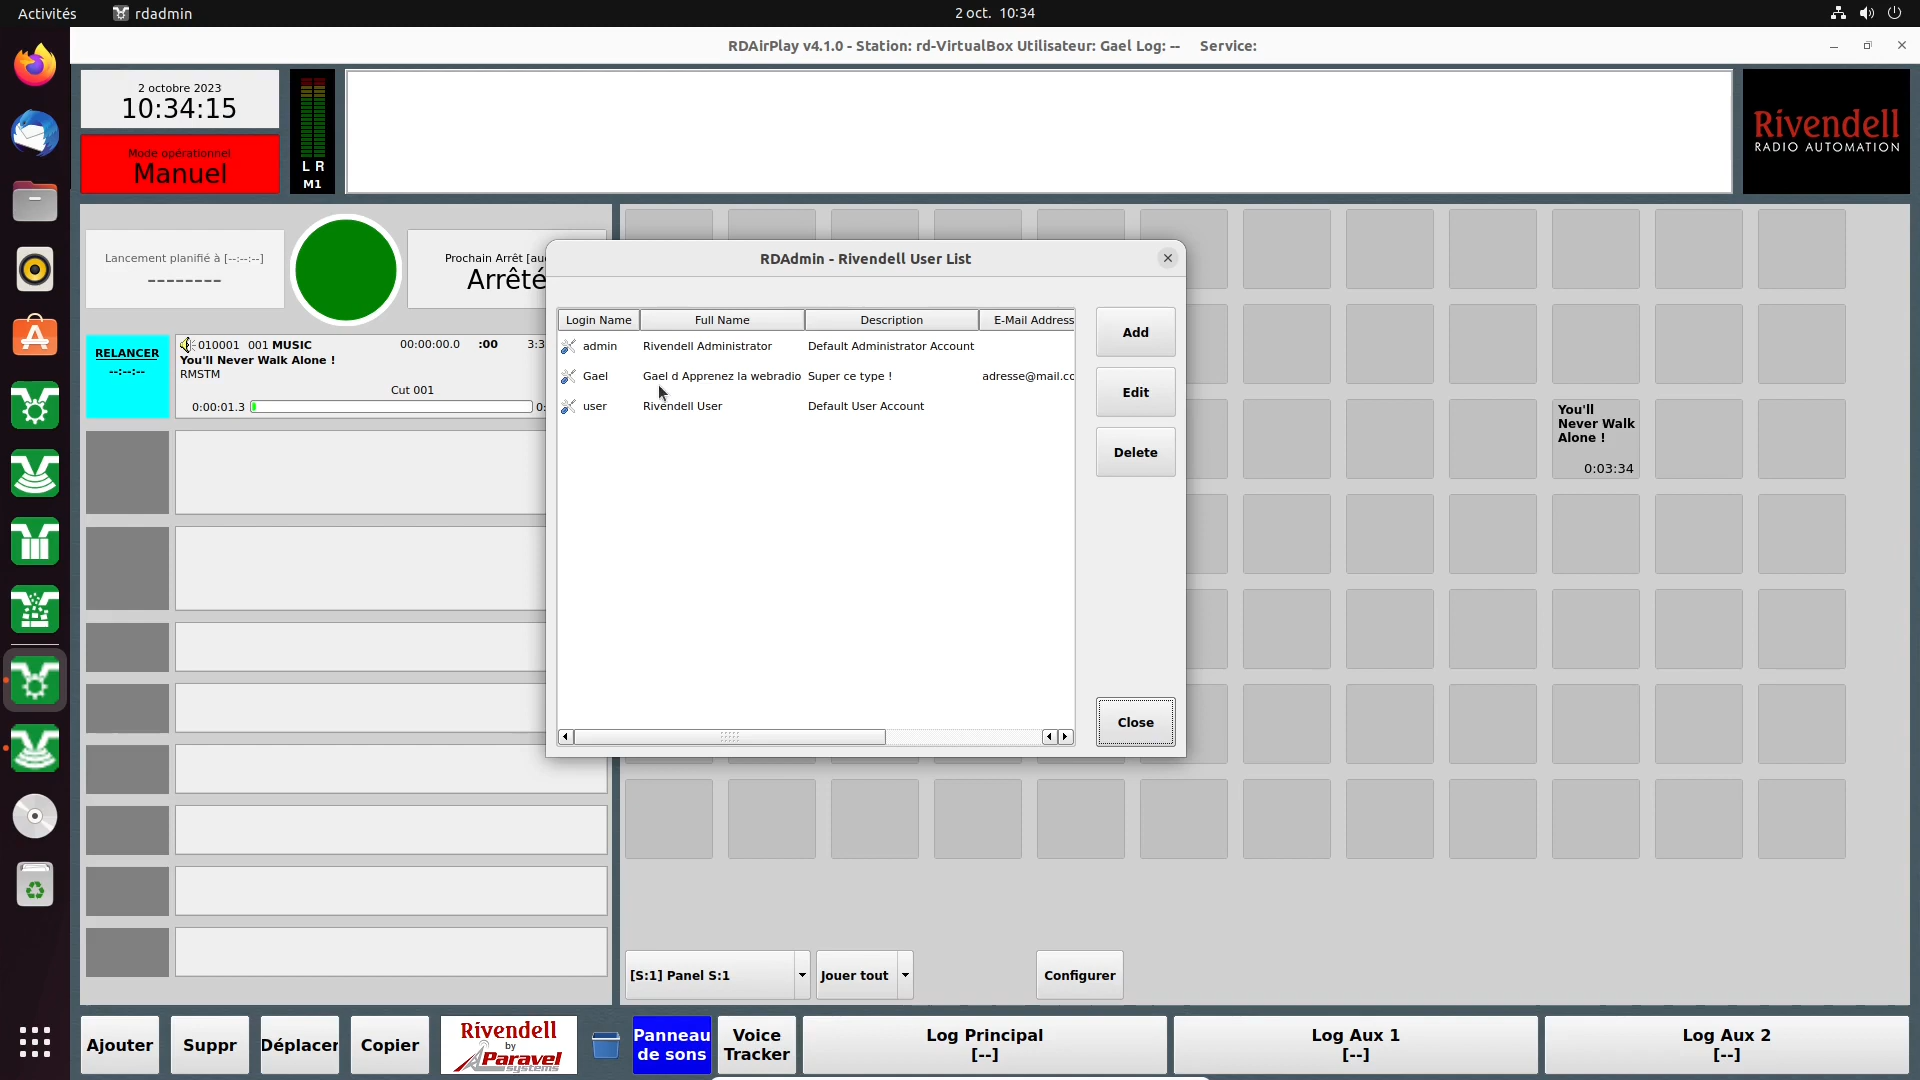 Activités
rdadmin
2 oct. 10:34
RDAirPlay v4.1.0 - Station: rd-VirtualBox Utilisateur: Gael Log: -- Service:
2 octobre 2023
10:34:15
Mode opérationnel
Manuel
L R
M1
Rivendell
RADIO AUTOMATION
Lancement planifié à [--:--:--]
--------
Prochain Arrêt [au
Arrêté
RELANCER
--:--:--
010001 001 MUSIC 00:00:00.0 :00 3:3
You'll Never Walk Alone !
RMSTM
Cut 001
0:00:01.3 0:
RDAdmin - Rivendell User List
Login Name Full Name Description E-Mail Address
admin Rivendell Administrator Default Administrator Account
Gael Gael d Apprenez la webradio Super ce type ! adresse@mail.cc
user Rivendell User Default User Account
Add
Edit
Delete
Close
You'll
Never Walk
Alone !
0:03:34
[S:1] Panel S:1
Jouer tout
Configurer
Ajouter
Suppr
Déplacer
Copier
Rivendell
by
Paravel
systems
Panneau
de sons
Voice
Tracker
Log Principal
[--]
Log Aux 1
[--]
Log Aux 2
[--]